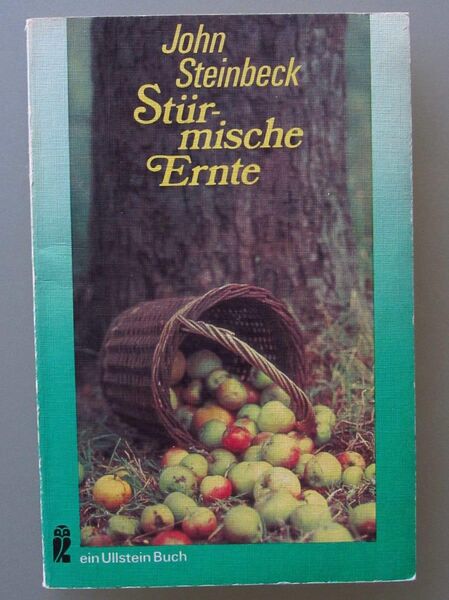 John
Steinbeck
Stür-
mische
Ernte
ein Ullstein Buch